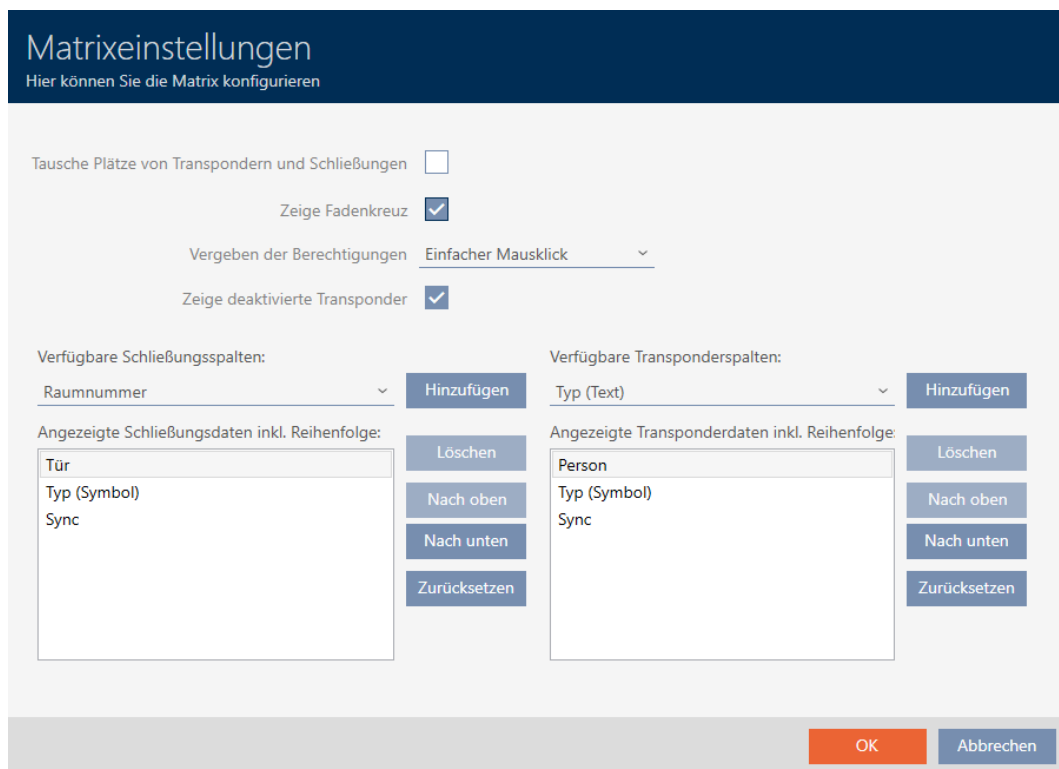 Matrixeinstellungen
Hier können Sie die Matrix konfigurieren
Tausche Plätze von Transpondern und Schließungen
Zeige Fadenkreuz
Vergeben der Berechtigungen Einfacher Mausklick
Zeige deaktivierte Transponder
Verfügbare Schließungsspalten:
Raumnummer Hinzufügen
Angezeigte Schließungsdaten inkl. Reihenfolge:
Tür
Typ (Symbol)
Sync
Löschen
Nach oben
Nach unten
Zurücksetzen
Verfügbare Transponderspalten:
Typ (Text) Hinzufügen
Angezeigte Transponderdaten inkl. Reihenfolge:
Person
Typ (Symbol)
Sync
Löschen
Nach oben
Nach unten
Zurücksetzen
OK Abbrechen